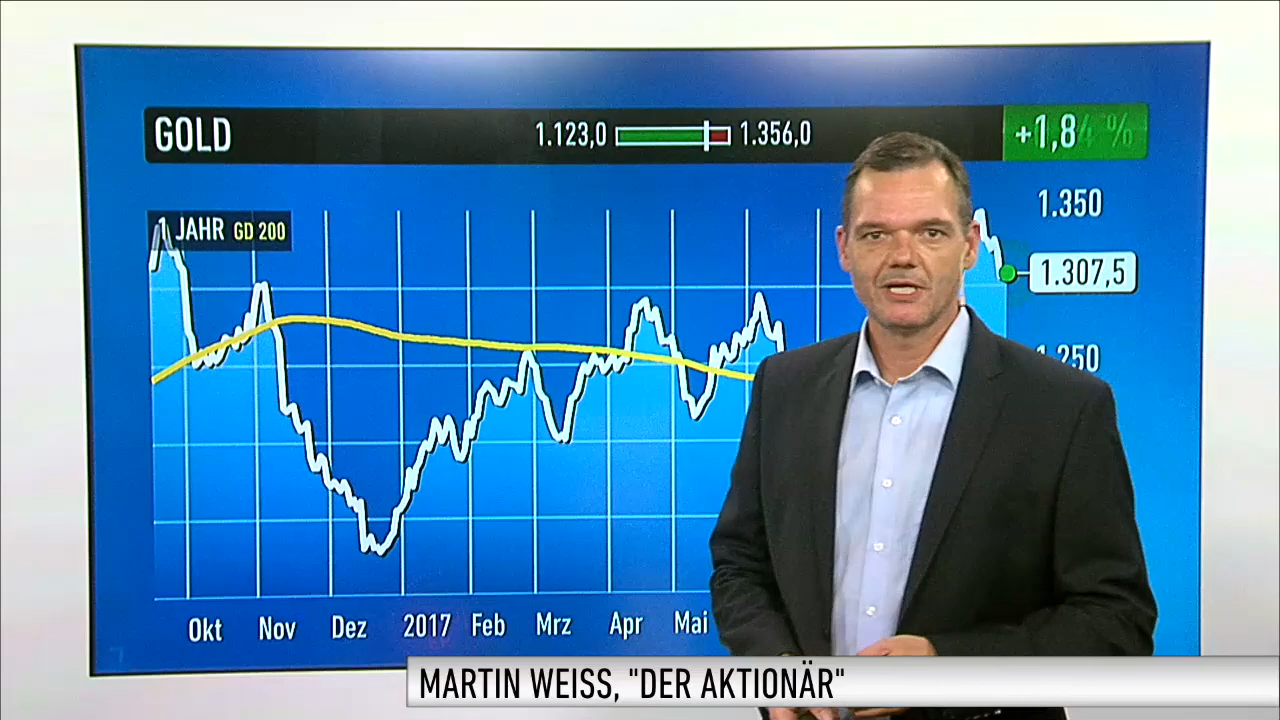 GOLD
1.123,0 1.356,0
+1,84 %
1 JAHR GD 200
1.350
1.307,5
1.250
Okt Nov Dez 2017 Feb Mrz Apr Mai
MARTIN WEISS, "DER AKTIONÄR"